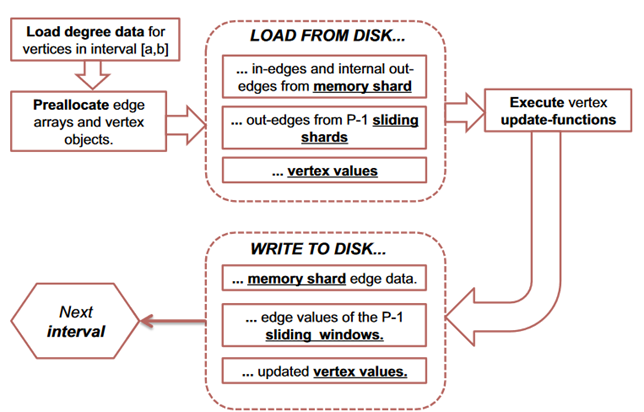 Load degree data for
vertices in interval [a,b]
Preallocate edge
arrays and vertex
objects.
LOAD FROM DISK...
... in-edges and internal out-
edges from memory shard
... out-edges from P-1 sliding
shards
... vertex values
Execute vertex
update-functions
WRITE TO DISK...
... memory shard edge data.
... edge values of the P-1
sliding windows.
... updated vertex values.
Next
interval